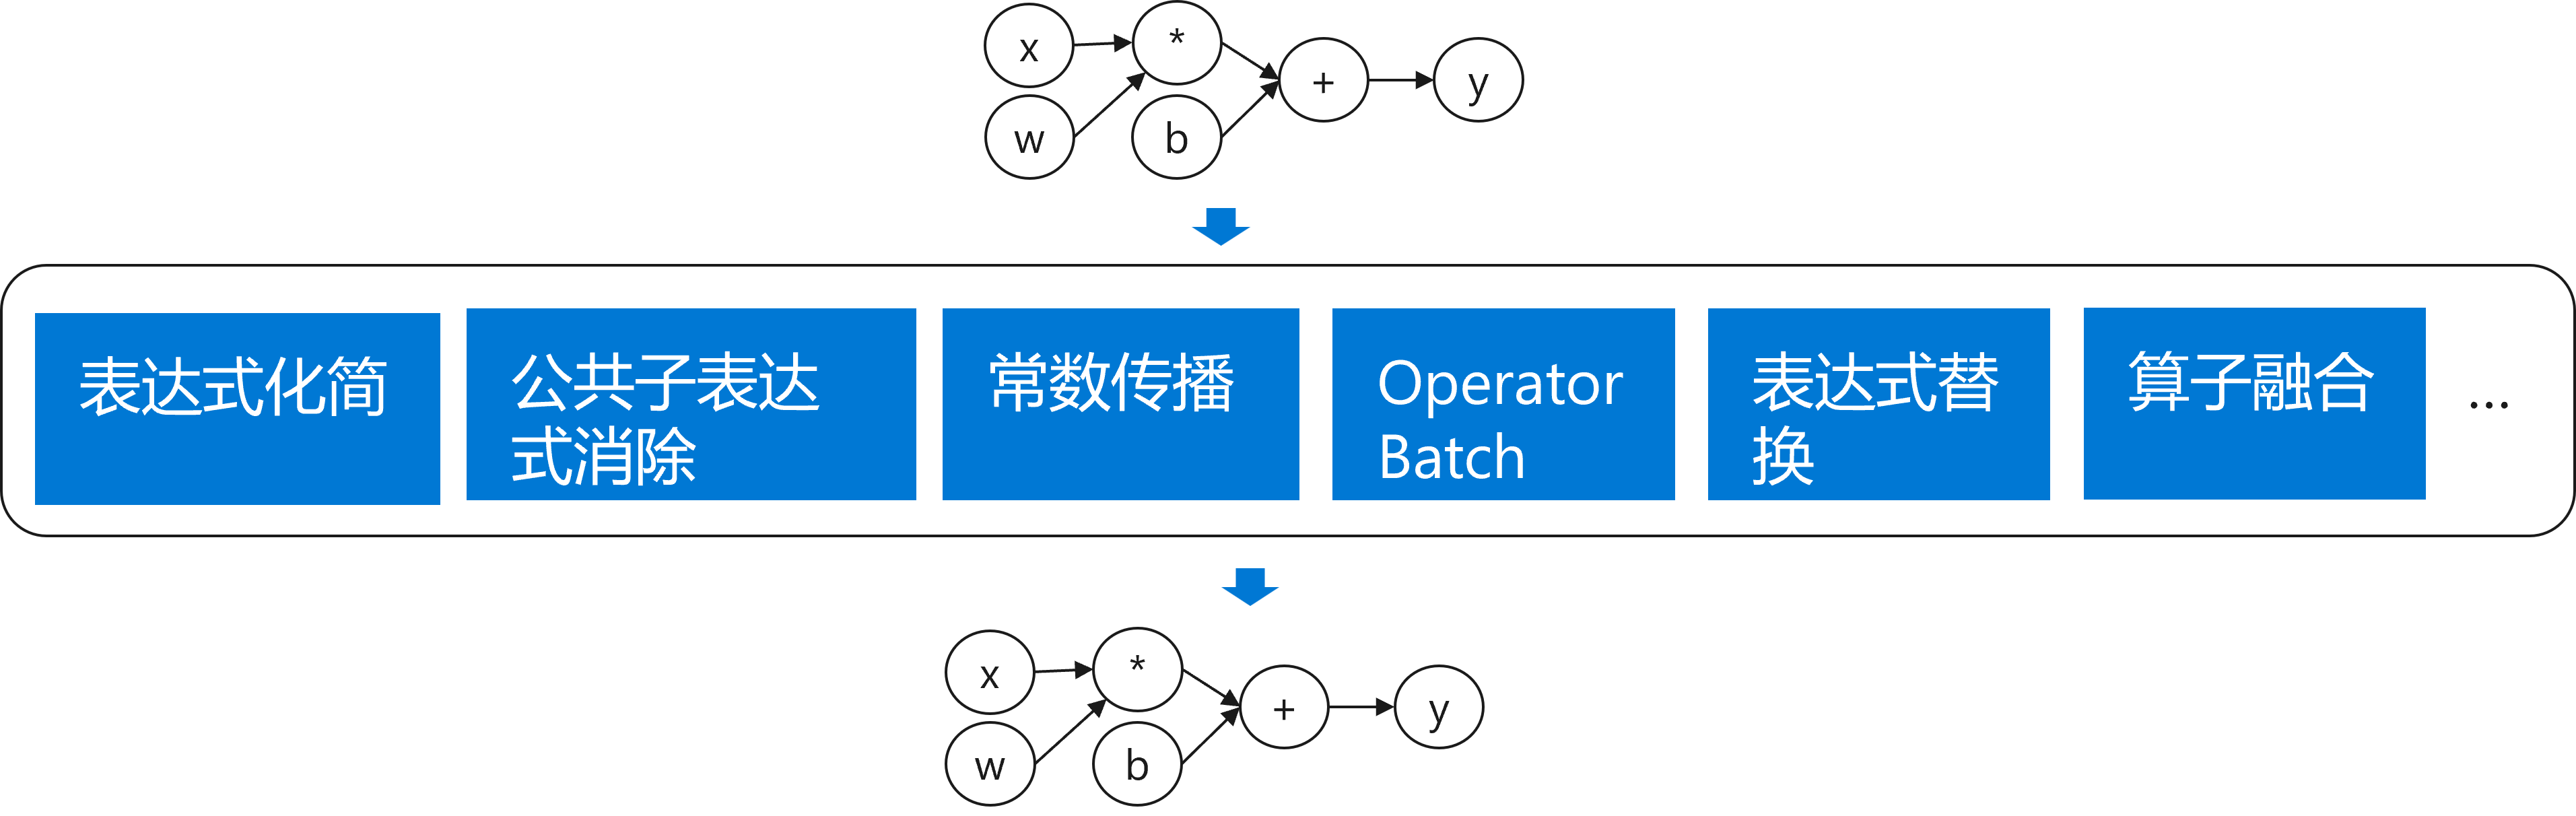 x
*
+
y
w
b
表达式化简
公共子表达
式消除
常数传播
Operator
Batch
表达式替
换
算子融合
...
x
*
+
y
w
b